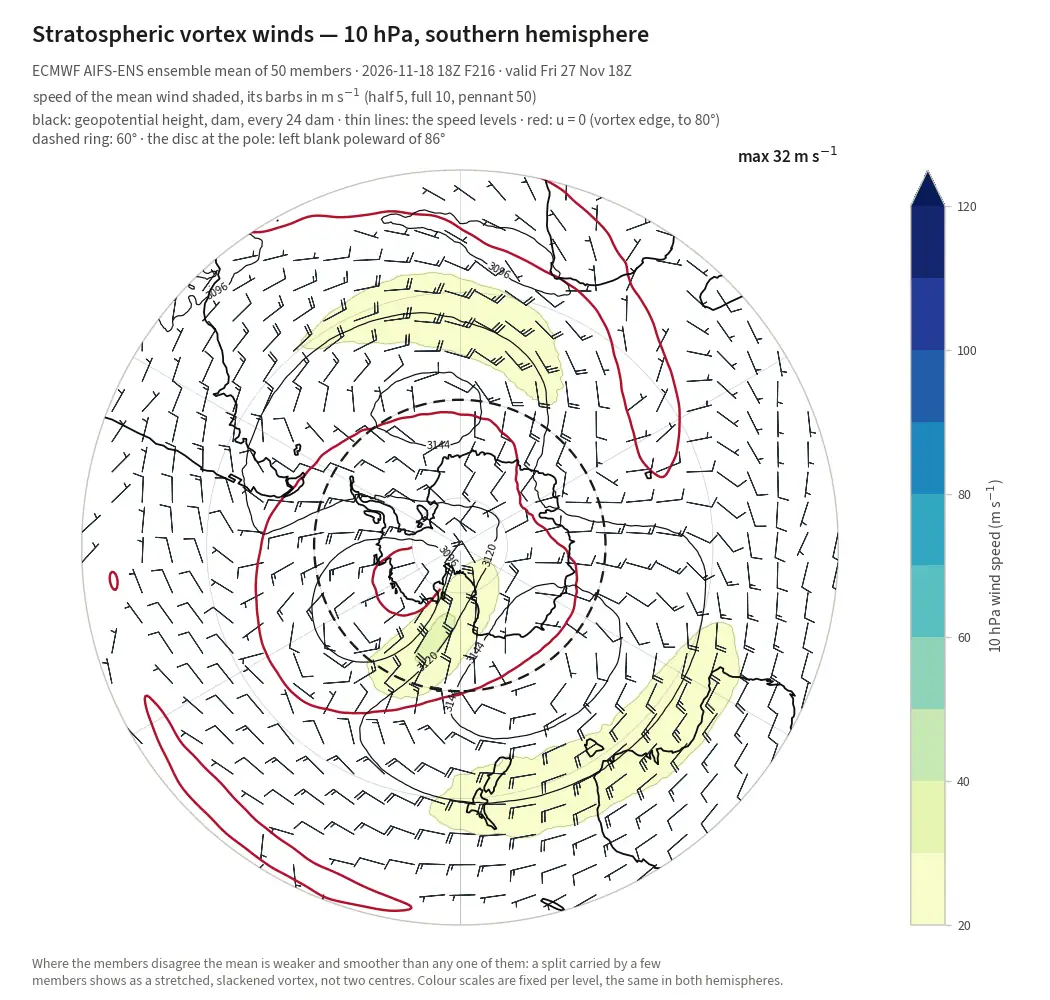 Stratospheric vortex winds — 10 hPa, southern hemisphere
ECMWF AIFS-ENS ensemble mean of 50 members · 2026-11-18 18Z F216 · valid Fri 27 Nov 18Z
speed of the mean wind shaded, its barbs in m s⁻¹ (half 5, full 10, pennant 50)
black: geopotential height, dam, every 24 dam · thin lines: the speed levels · red: u = 0 (vortex edge, to 80°)
dashed ring: 60° · the disc at the pole: left blank poleward of 86°
max 32 m s⁻¹
120
100
80
60
40
20
10 hPa wind speed (m s⁻¹)
3096
3096
3144
3120
3096
3120
3144
Where the members disagree the mean is weaker and smoother than any one of them: a split carried by a few
members shows as a stretched, slackened vortex, not two centres. Colour scales are fixed per level, the same in both hemispheres.